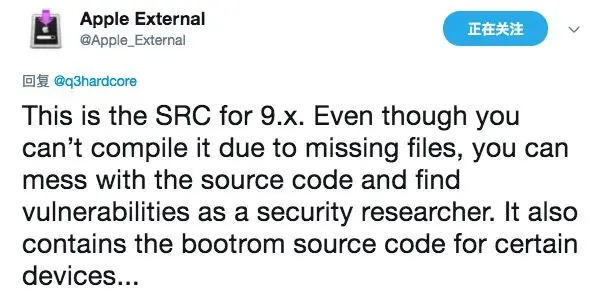 Apple External
@Apple_External
正在关注
回复 @q3hardcore
This is the SRC for 9.x. Even though you
can’t compile it due to missing files, you can
mess with the source code and find
vulnerabilities as a security researcher. It also
contains the bootrom source code for certain
devices...